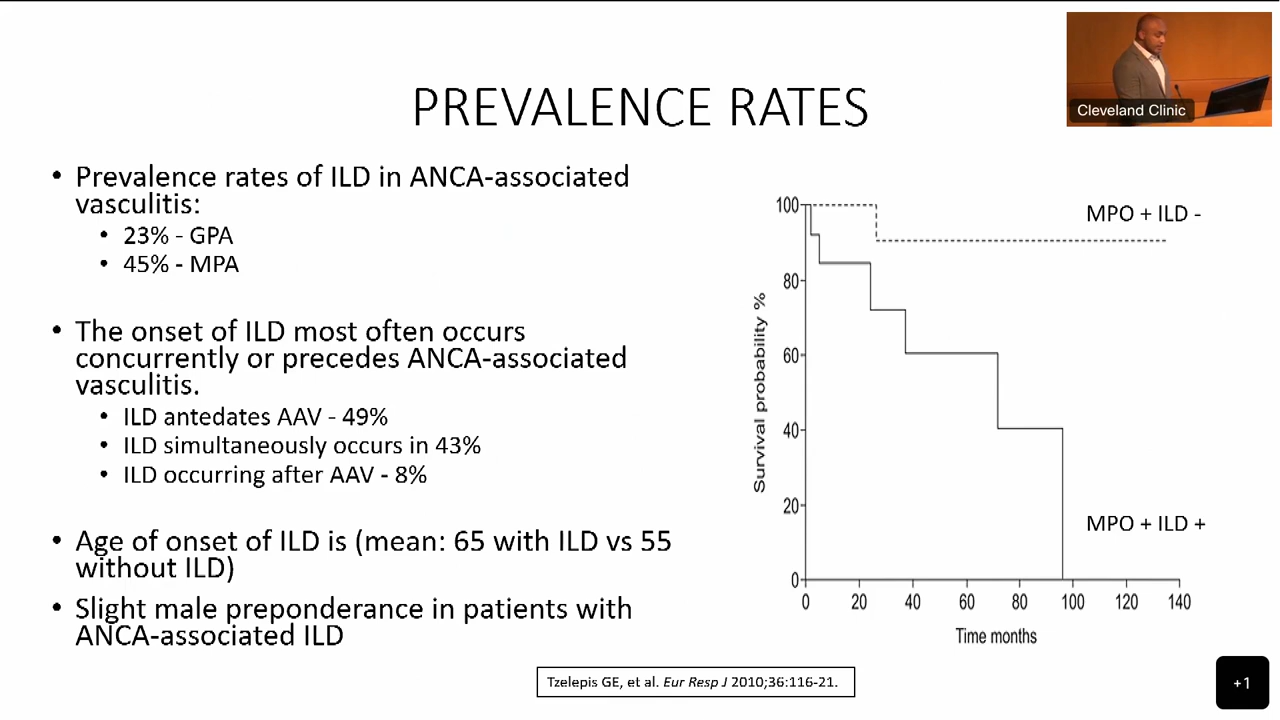 PREVALENCE RATES
Cleveland Clinic
• Prevalence rates of ILD in ANCA-associated
vasculitis:
• 23% - GPA
• 45% - MPA
• The onset of ILD most often occurs
concurrently or precedes ANCA-associated
vasculitis.
• ILD antedates AAV - 49%
• ILD simultaneously occurs in 43%
• ILD occurring after AAV - 8%
• Age of onset of ILD is (mean: 65 with ILD vs 55
without ILD)
• Slight male preponderance in patients with
ANCA-associated ILD
Survival probability %
100
80
60
40
20
0
MPO + ILD -
MPO + ILD +
0 20 40 60 80 100 120 140
Time months
Tzelepis GE, et al. Eur Resp J 2010;36:116-21.
+1